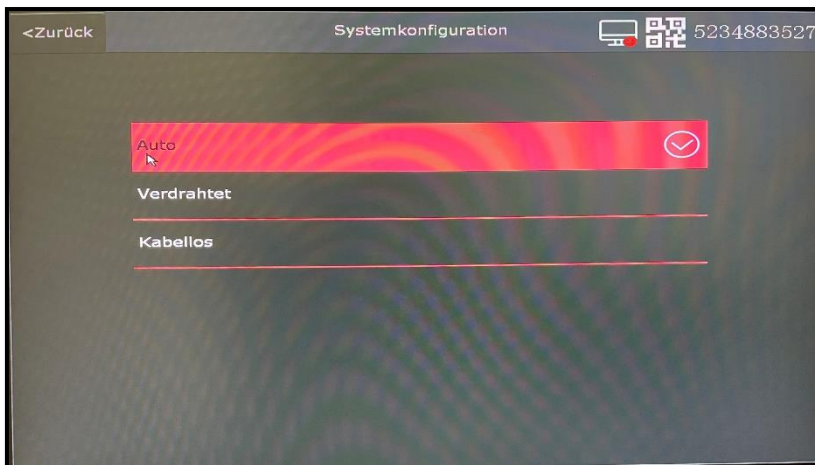 <Zurück
Systemkonfiguration
5234883527
Auto
Verdrahtet
Kabellos